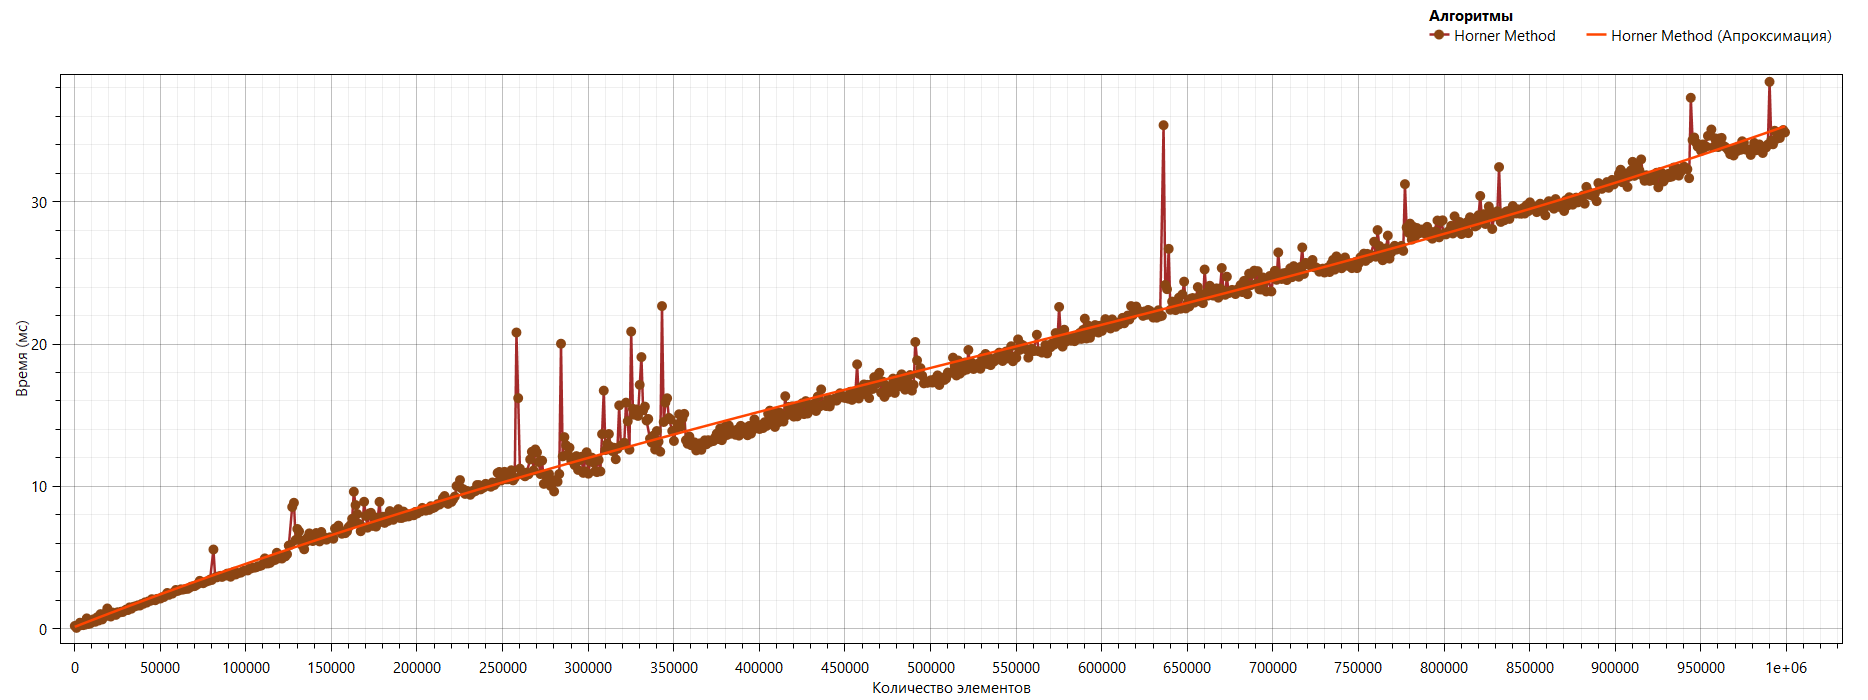 Алгоритмы
Horner Method
Horner Method (Апроксимация)
Время (мс)
30
20
10
0
0 50000 100000 150000 200000 250000 300000 350000 400000 450000 500000 550000 600000 650000 700000 750000 800000 850000 900000 950000 1e+06
Количество элементов